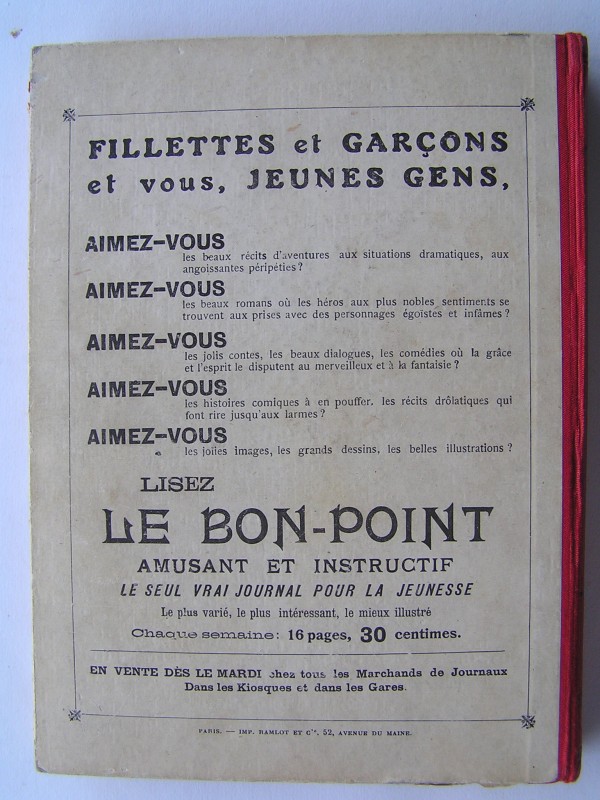 FILLETTES et GARÇONS
et vous, JEUNES GENS,
AIMEZ-VOUS
les beaux récits d'aventures aux situations dramatiques, aux
angoissantes péripéties ?
AIMEZ-VOUS
les beaux romans où les héros aux plus nobles sentiments se
trouvent aux prises avec des personnages égoïstes et infâmes ?
AIMEZ-VOUS
les jolis contes, les beaux dialogues, les comédies où la grâce
et l'esprit le disputent au merveilleux et à la fantaisie ?
AIMEZ-VOUS
les histoires comiques à en pouffer, les récits drôlatiques qui
font rire jusqu'aux larmes ?
AIMEZ-VOUS
les jolies images, les grands dessins, les belles illustrations ?
LISEZ
LE BON-POINT
AMUSANT ET INSTRUCTIF
LE SEUL VRAI JOURNAL POUR LA JEUNESSE
Le plus varié, le plus intéressant, le mieux illustré
Chaque semaine : 16 pages, 30 centimes.
EN VENTE DÈS LE MARDI chez tous les Marchands de Journaux
Dans les Kiosques et dans les Gares.
PARIS. — IMP. RAMLOT ET Cie, 52, AVENUE DU MAINE.